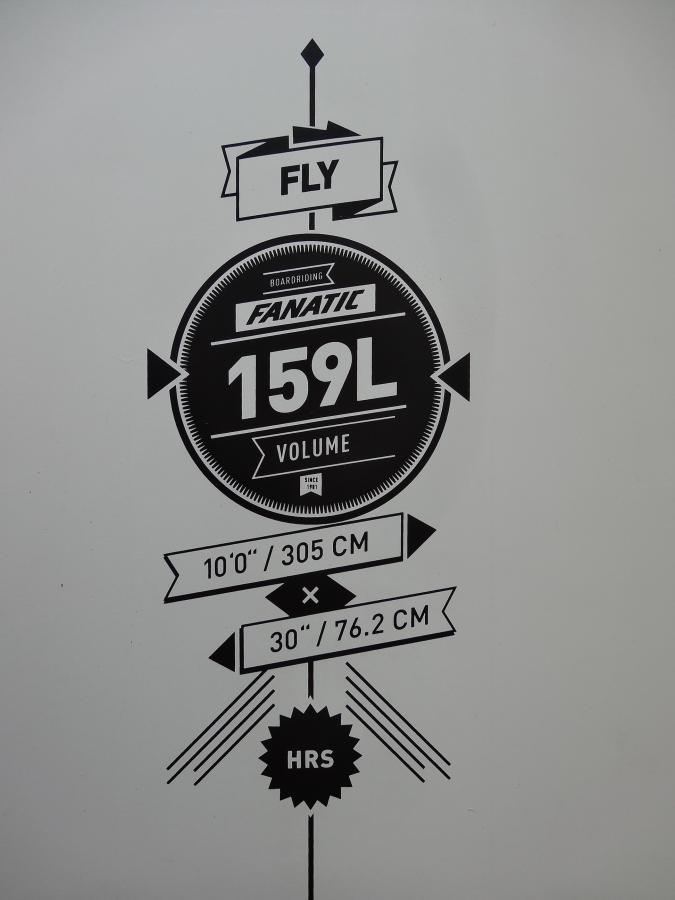 FLY
BOARDRIDING
FANATIC
159L
VOLUME
SINCE
1981
10'0“ / 305 CM
×
30“ / 76.2 CM
HRS